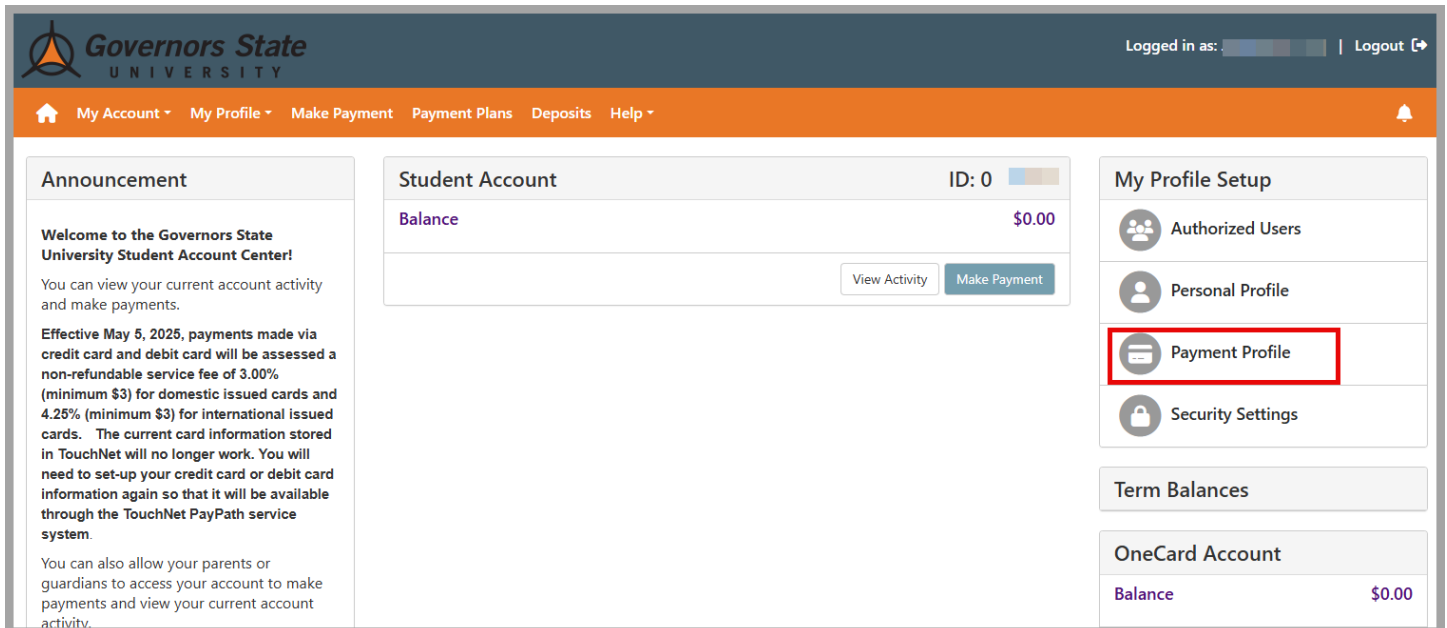 Governors State
UNIVERSITY
Logged in as: | Logout
My Account My Profile Make Payment Payment Plans Deposits Help
Announcement
Welcome to the Governors State
University Student Account Center!
You can view your current account activity
and make payments.
Effective May 5, 2025, payments made via
credit card and debit card will be assessed a
non-refundable service fee of 3.00%
(minimum $3) for domestic issued cards and
4.25% (minimum $3) for international issued
cards. The current card information stored
in TouchNet will no longer work. You will
need to set-up your credit card or debit card
information again so that it will be available
through the TouchNet PayPath service
system.
You can also allow your parents or
guardians to access your account to make
payments and view your current account
activity.
Student Account ID: 0
Balance $0.00
View Activity Make Payment
My Profile Setup
Authorized Users
Personal Profile
Payment Profile
Security Settings
Term Balances
OneCard Account
Balance $0.00